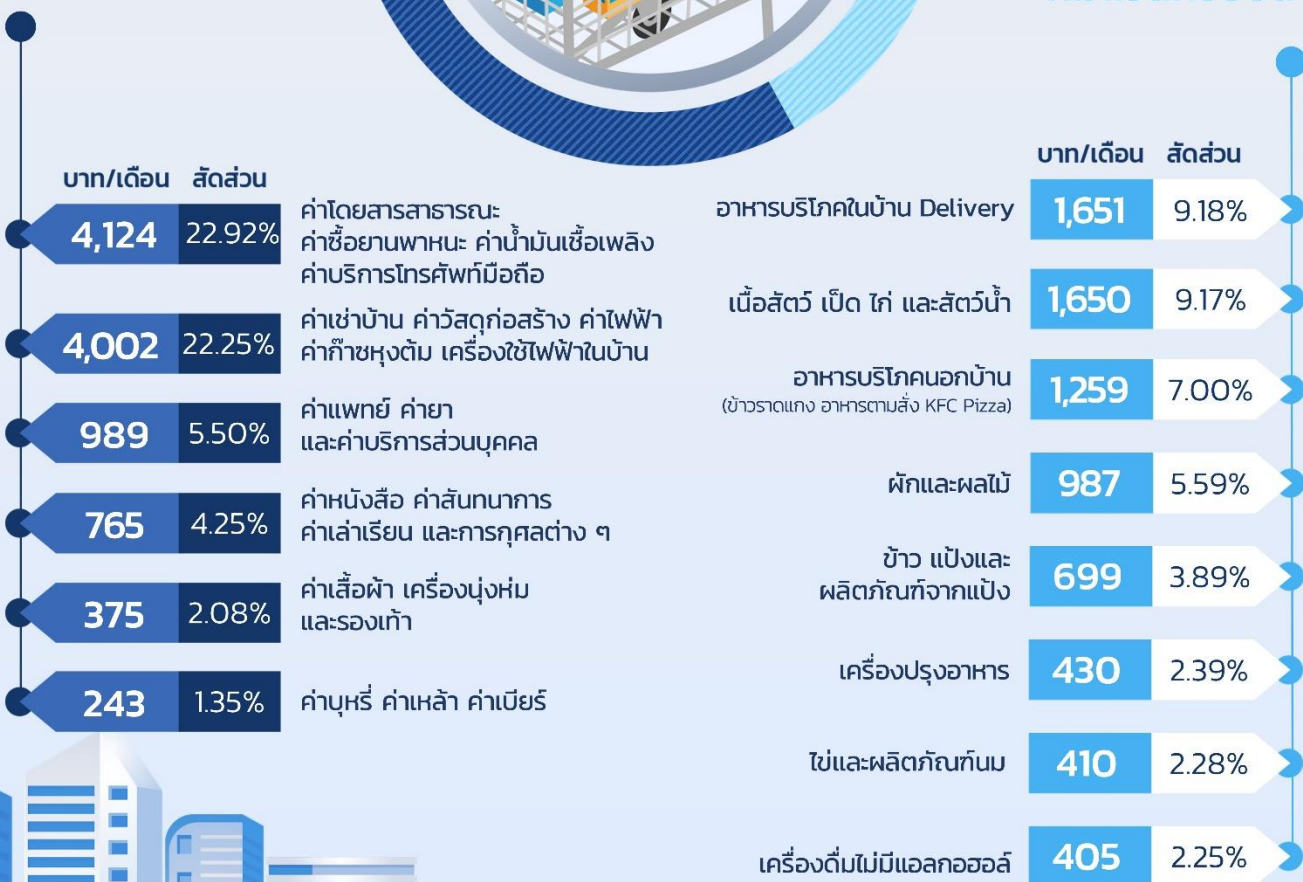 บาท/เดือน สัดส่วน
4,124 22.92%
ค่าโดยสารสาธารณะ
ค่าซื้อยานพาหนะ ค่าน้ำมันเชื้อเพลิง
ค่าบริการโทรศัพท์มือถือ
4,002 22.25%
ค่าเช่าบ้าน ค่าวัสดุก่อสร้าง ค่าไฟฟ้า
ค่าก๊าซหุงต้ม เครื่องใช้ไฟฟ้าในบ้าน
989 5.50%
ค่าแพทย์ ค่ายา
และค่าบริการส่วนบุคคล
765 4.25%
ค่าหนังสือ ค่าสันทนาการ
ค่าเล่าเรียน และการกุศลต่าง ๆ
375 2.08%
ค่าเสื้อผ้า เครื่องนุ่งห่ม
และรองเท้า
243 1.35%
ค่าบุหรี่ ค่าเหล้า ค่าเบียร์
บาท/เดือน สัดส่วน
อาหารบริโภคในบ้าน Delivery 1,651 9.18%
เนื้อสัตว์ เป็ด ไก่ และสัตว์น้ำ 1,650 9.17%
อาหารบริโภคนอกบ้าน
(ข้าวราดแกง อาหารตามสั่ง KFC Pizza)
1,259 7.00%
ผักและผลไม้ 987 5.59%
ข้าว แป้งและ
ผลิตภัณฑ์จากแป้ง
699 3.89%
เครื่องปรุงอาหาร 430 2.39%
ไข่และผลิตภัณฑ์นม 410 2.28%
เครื่องดื่มไม่มีแอลกอฮอล์ 405 2.25%